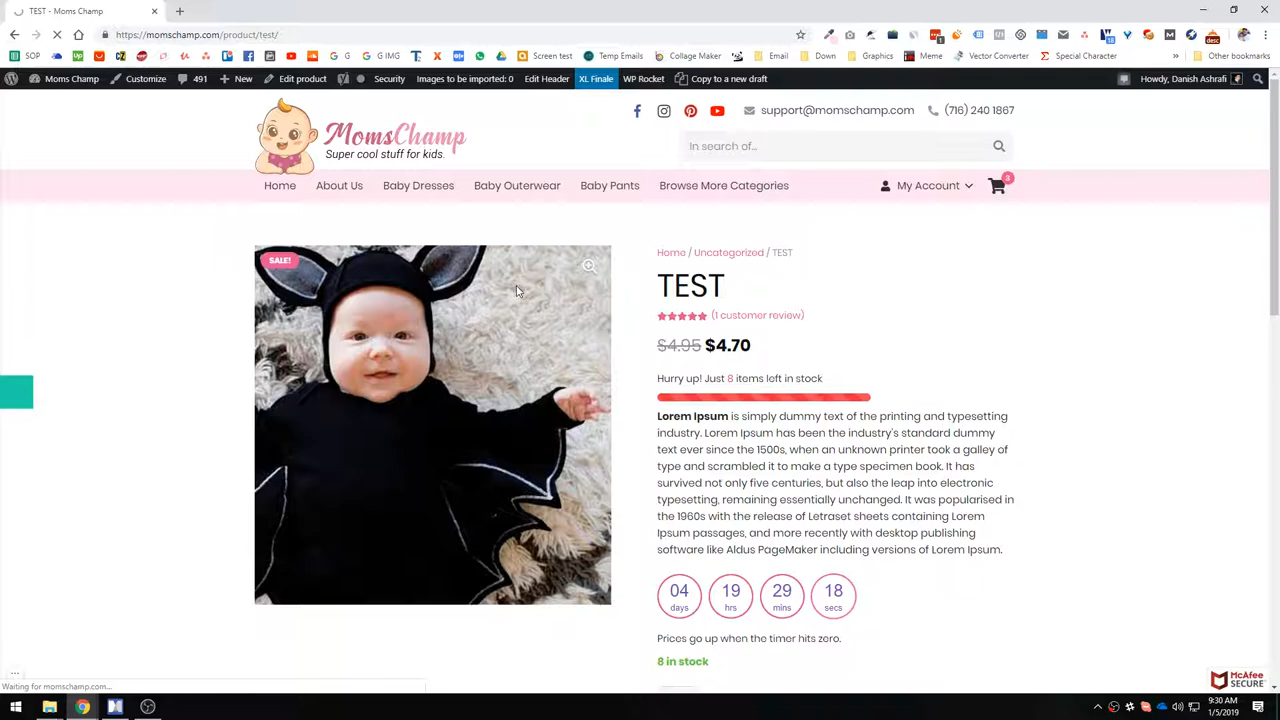 TEST - Moms Champ
https://momschamp.com/product/test/
SOP
Screen test
Temp Emails
Collage Maker
Email
Down
Graphics
Meme
Vector Converter
Special Character
Other bookmarks
Moms Champ
Customize
491
New
Edit product
Security
Images to be imported: 0
Edit Header
XL Finale
WP Rocket
Copy to a new draft
Howdy, Danish Ashrafi
MomsChamp
Super cool stuff for kids.
support@momschamp.com
(716) 240 1867
In search of...
Home
About Us
Baby Dresses
Baby Outerwear
Baby Pants
Browse More Categories
My Account
3
SALE!
Home / Uncategorized / TEST
TEST
(1 customer review)
$4.95 $4.70
Hurry up! Just 8 items left in stock
Lorem Ipsum is simply dummy text of the printing and typesetting
industry. Lorem Ipsum has been the industry's standard dummy
text ever since the 1500s, when an unknown printer took a galley of
type and scrambled it to make a type specimen book. It has
survived not only five centuries, but also the leap into electronic
typesetting, remaining essentially unchanged. It was popularised in
the 1960s with the release of Letraset sheets containing Lorem
Ipsum passages, and more recently with desktop publishing
software like Aldus PageMaker including versions of Lorem Ipsum.
04 19 29 18
days hrs mins secs
Prices go up when the timer hits zero.
8 in stock
Waiting for momschamp.com...
McAfee
SECURE
9:30 AM
1/5/2019